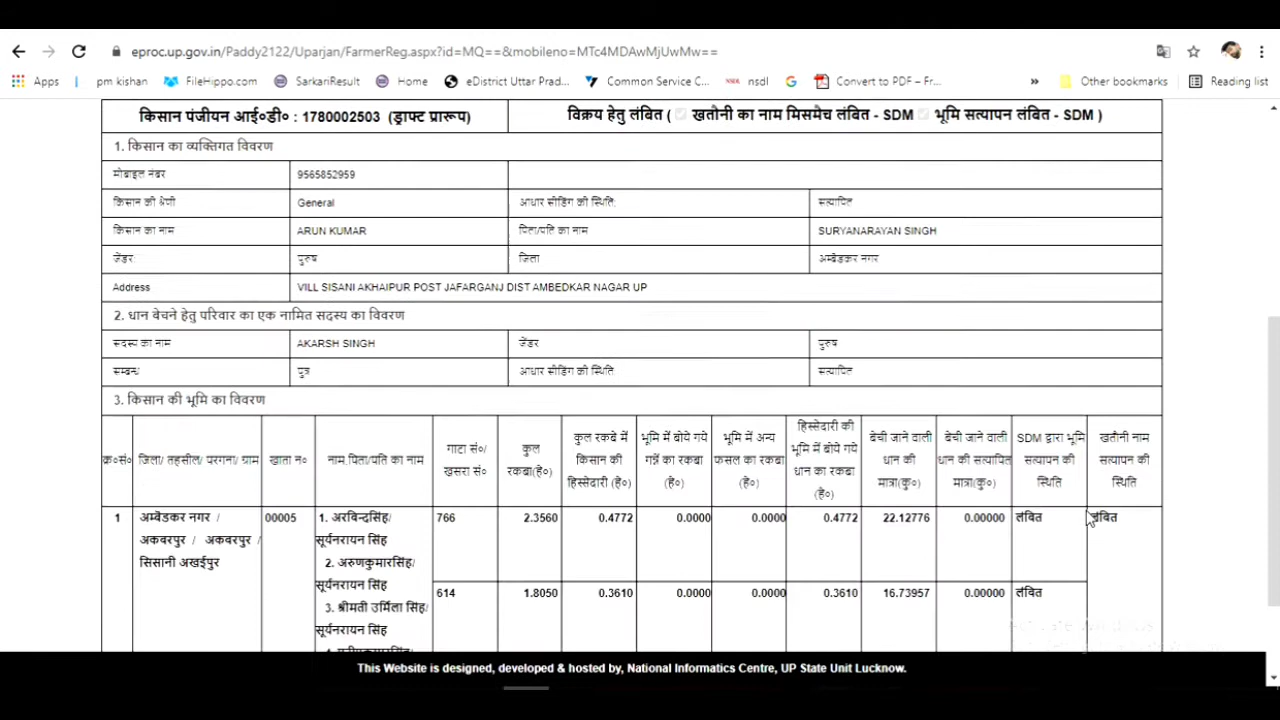 eproc.up.gov.in/Paddy2122/Uparjan/FarmerReg.aspx?id=MQ==&mobileno=MTc4MDAwMjUwMw==
Apps pm kishan FileHippo.com SarkariResult Home eDistrict Uttar Prad... Common Service C... nsdl Convert to PDF – Fr... » Other bookmarks Reading list
किसान पंजीयन आई०डी० : 1780002503 (ड्राफ्ट प्रारूप) विक्रय हेतु लंबित ( खतौनी का नाम मिसमैच लंबित - SDM भूमि सत्यापन लंबित - SDM )
1. किसान का व्यक्तिगत विवरण
मोबाइल नंबर 9565852959
किसान की श्रेणी General आधार सीडिंग की स्थिति: सत्यापित
किसान का नाम ARUN KUMAR पिता/पति का नाम SURYANARAYAN SINGH
जेंडर: पुरुष जिला अम्बेडकर नगर
Address VILL SISANI AKHAIPUR POST JAFARGANJ DIST AMBEDKAR NAGAR UP
2. धान बेचने हेतु परिवार का एक नामित सदस्य का विवरण
सदस्य का नाम AKARSH SINGH जेंडर पुरुष
सम्बन्ध पुत्र आधार सीडिंग की स्थिति सत्यापित
3. किसान की भूमि का विवरण
क्र०सं० जिला/ तहसील/ परगना/ ग्राम खाता न० नाम,पिता/पति का नाम
गाटा सं०/
खसरा सं०
कुल
रकबा(है०)
कुल रकबे में
किसान की
हिस्सेदारी (है०)
भूमि में बोये गये
गन्ने का रकबा
(है०)
भूमि में अन्य
फसल का रकबा
(है०)
हिस्सेदारी की
भूमि में बोये गये
धान का रकबा
(है०)
बेची जाने वाली
धान की
मात्रा(कु०)
बेची जाने वाली
धान की सत्यापित
मात्रा(कु०)
SDM द्वारा भूमि
सत्यापन की
स्थिति
खतौनी नाम
सत्यापन की
स्थिति
1 अम्बेडकर नगर / 00005 1. अरविन्दसिंह/ 766 2.3560 0.4772 0.0000 0.0000 0.4772 22.12776 0.00000 लंबित लंबित
अकबरपुर / अकबरपुर / सूर्यनरायन सिंह
सिसानी अखईपुर 2. अरुणकुमारसिंह/
सूर्यनरायन सिंह 614 1.8050 0.3610 0.0000 0.0000 0.3610 16.73957 0.00000 लंबित
3. श्रीमती उर्मिला सिंह/
सूर्यनरायन सिंह
This Website is designed, developed & hosted by, National Informatics Centre, UP State Unit Lucknow.